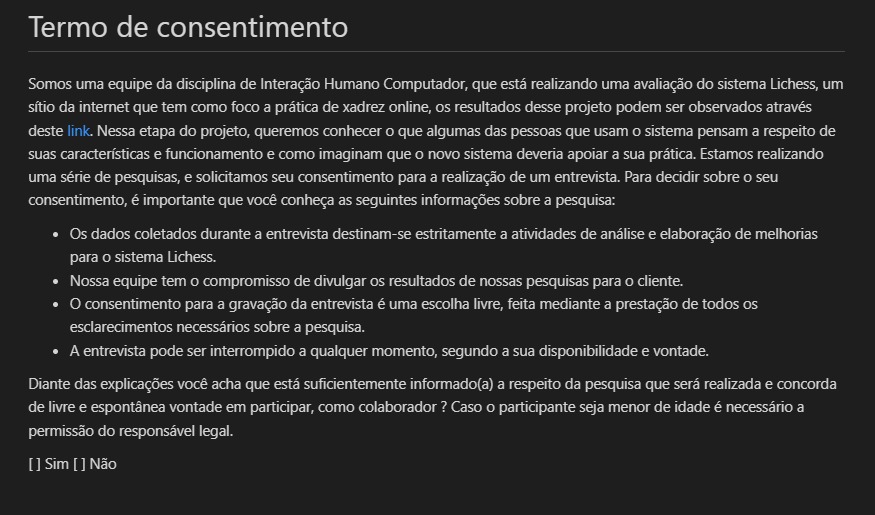 Termo de consentimento
Somos uma equipe da disciplina de Interação Humano Computador, que está realizando uma avaliação do sistema Lichess, um
sítio da internet que tem como foco a prática de xadrez online, os resultados desse projeto podem ser observados através
deste link. Nessa etapa do projeto, queremos conhecer o que algumas das pessoas que usam o sistema pensam a respeito de
suas características e funcionamento e como imaginam que o novo sistema deveria apoiar a sua prática. Estamos realizando
uma série de pesquisas, e solicitamos seu consentimento para a realização de um entrevista. Para decidir sobre o seu
consentimento, é importante que você conheça as seguintes informações sobre a pesquisa:
• Os dados coletados durante a entrevista destinam-se estritamente a atividades de análise e elaboração de melhorias
para o sistema Lichess.
• Nossa equipe tem o compromisso de divulgar os resultados de nossas pesquisas para o cliente.
• O consentimento para a gravação da entrevista é uma escolha livre, feita mediante a prestação de todos os
esclarecimentos necessários sobre a pesquisa.
• A entrevista pode ser interrompido a qualquer momento, segundo a sua disponibilidade e vontade.
Diante das explicações você acha que está suficientemente informado(a) a respeito da pesquisa que será realizada e concorda
de livre e espontânea vontade em participar, como colaborador ? Caso o participante seja menor de idade é necessário a
permissão do responsável legal.
[ ] Sim [ ] Não